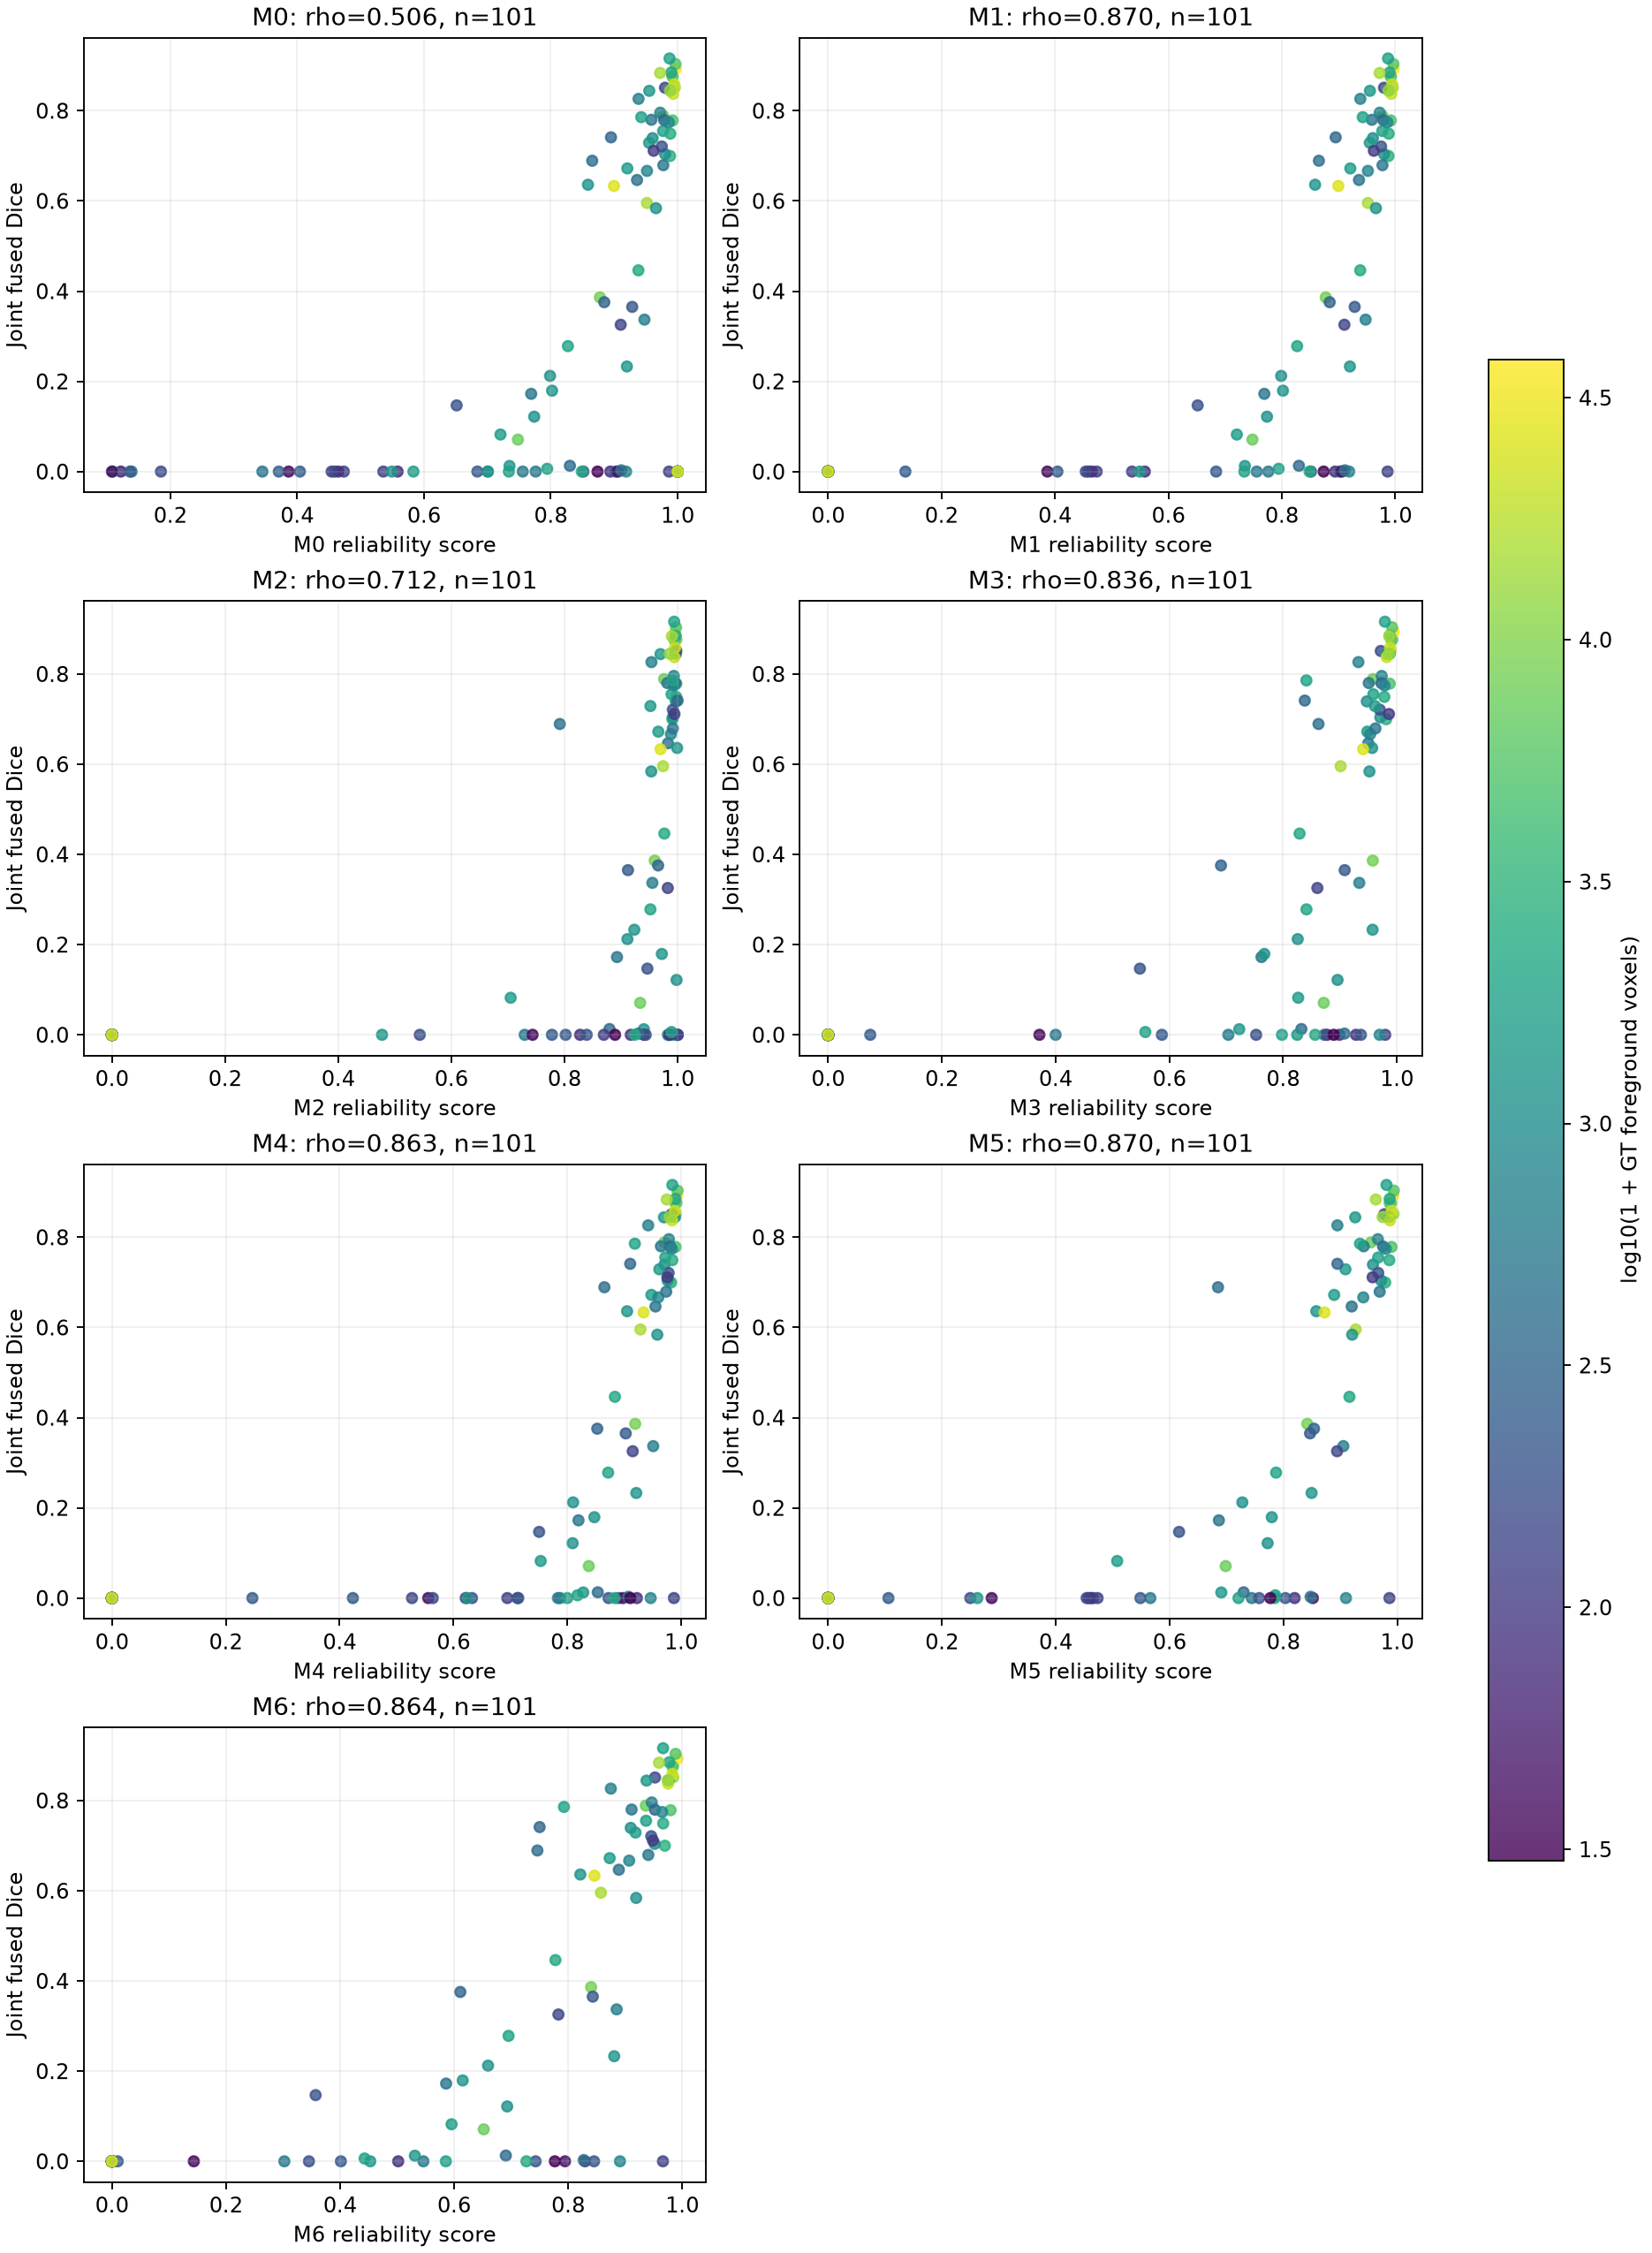 M0: rho=0.506, n=101
Joint fused Dice
0.8
0.6
0.4
0.2
0.0
0.2 0.4 0.6 0.8 1.0
M0 reliability score
M1: rho=0.870, n=101
Joint fused Dice
0.8
0.6
0.4
0.2
0.0
0.0 0.2 0.4 0.6 0.8 1.0
M1 reliability score
M2: rho=0.712, n=101
Joint fused Dice
0.8
0.6
0.4
0.2
0.0
0.0 0.2 0.4 0.6 0.8 1.0
M2 reliability score
M3: rho=0.836, n=101
Joint fused Dice
0.8
0.6
0.4
0.2
0.0
0.0 0.2 0.4 0.6 0.8 1.0
M3 reliability score
M4: rho=0.863, n=101
Joint fused Dice
0.8
0.6
0.4
0.2
0.0
0.0 0.2 0.4 0.6 0.8 1.0
M4 reliability score
M5: rho=0.870, n=101
Joint fused Dice
0.8
0.6
0.4
0.2
0.0
0.0 0.2 0.4 0.6 0.8 1.0
M5 reliability score
M6: rho=0.864, n=101
Joint fused Dice
0.8
0.6
0.4
0.2
0.0
0.0 0.2 0.4 0.6 0.8 1.0
M6 reliability score
4.5
4.0
3.5
3.0
2.5
2.0
1.5
log10(1 + GT foreground voxels)